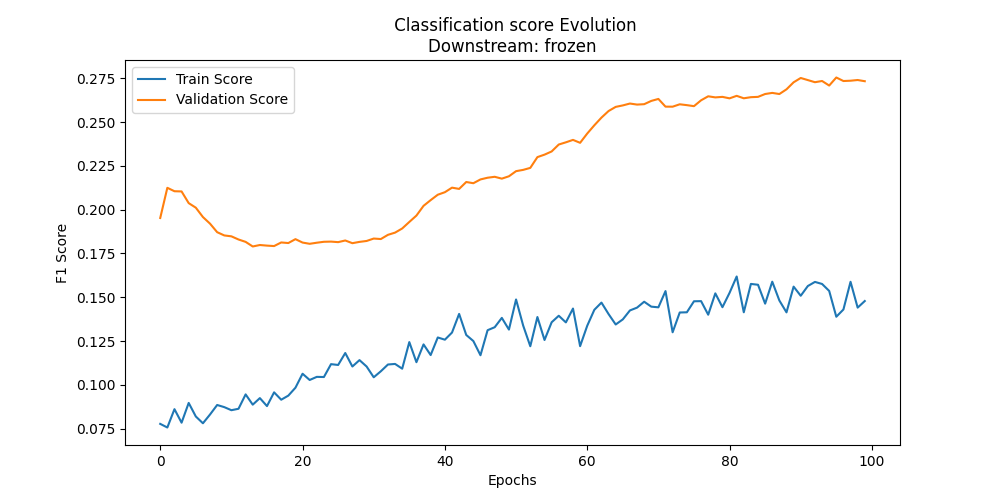 Classification score Evolution
Downstream: frozen
Train Score
Validation Score
0.275
0.250
0.225
0.200
0.175
0.150
0.125
0.100
0.075
F1 Score
0 20 40 60 80 100
Epochs